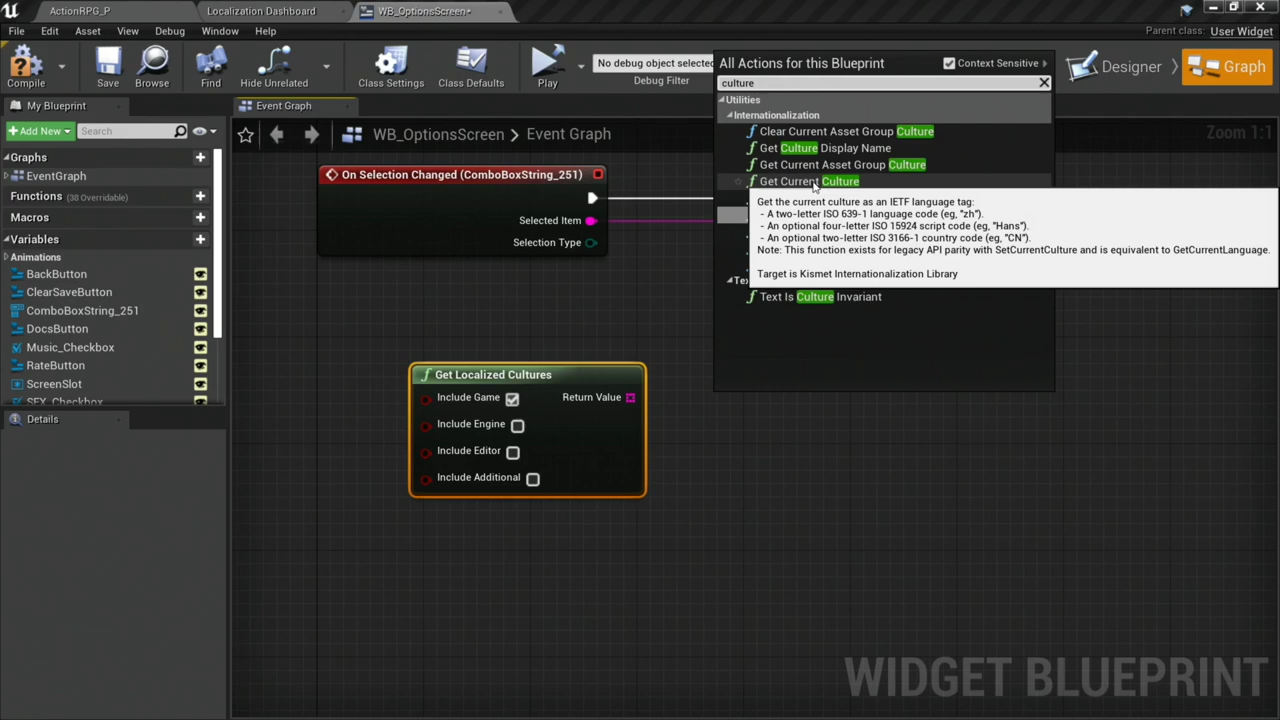 ActionRPG_P
Localization Dashboard
WB_OptionsScreen*
File Edit Asset View Debug Window Help
Parent class: User Widget
Compile
Save
Browse
Find
Hide Unrelated
Class Settings
Class Defaults
Play
No debug object selected
Debug Filter
Designer
Graph
All Actions for this Blueprint
Context Sensitive
culture
Utilities
Internationalization
Clear Current Asset Group Culture
Get Culture Display Name
Get Current Asset Group Culture
Get Current Culture
Get the current culture as an IETF language tag:
- A two-letter ISO 639-1 language code (eg, "zh").
- An optional four-letter ISO 15924 script code (eg, "Hans").
- An optional two-letter ISO 3166-1 country code (eg, "CN").
Note: This function exists for legacy API parity with SetCurrentCulture and is equivalent to GetCurrentLanguage.
Target is Kismet Internationalization Library
Text Is Culture Invariant
My Blueprint
Add New
Search
Graphs
EventGraph
Functions (38 Overridable)
Macros
Variables
Animations
BackButton
ClearSaveButton
ComboBoxString_251
DocsButton
Music_Checkbox
RateButton
ScreenSlot
SFX_Checkbox
Details
Event Graph
WB_OptionsScreen > Event Graph
Zoom 1:1
On Selection Changed (ComboBoxString_251)
Selected Item
Selection Type
Get Localized Cultures
Include Game
Return Value
Include Engine
Include Editor
Include Additional
WIDGET BLUEPRINT